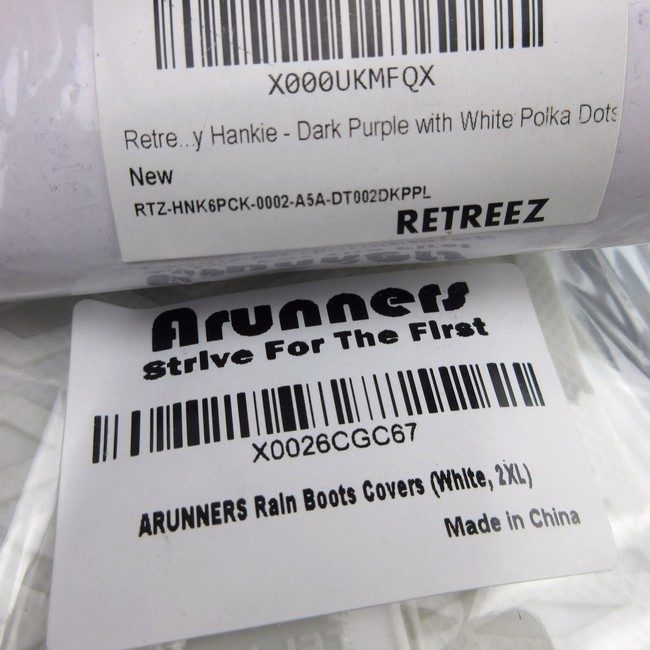 X000UKMFQX
Retre...y Hankie - Dark Purple with White Polka Dots
New
RTZ-HNK6PCK-0002-A5A-DT002DKPPL
RETREEZ
Arunners
Strive For The First
X0026CGC67
ARUNNERS Rain Boots Covers (White, 2XL)
Made in China